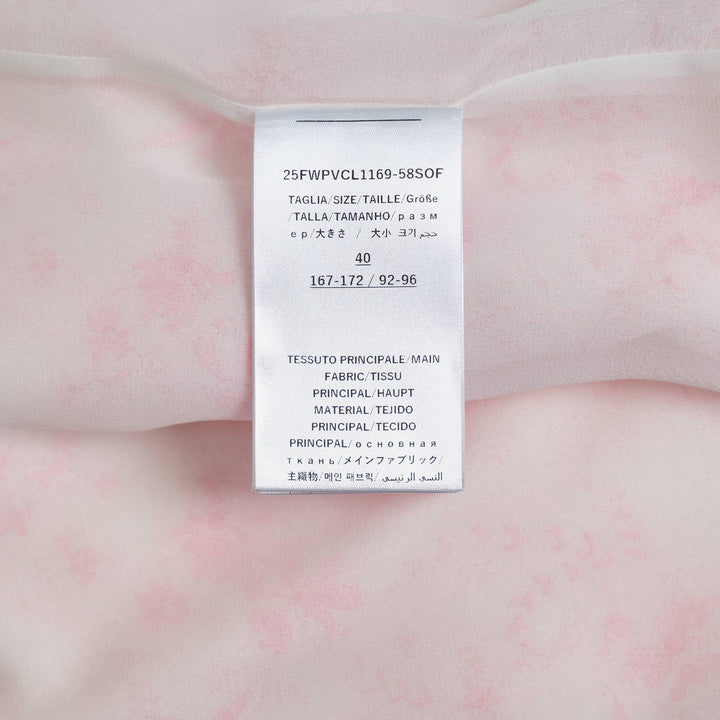 25FWPVCL1169-58SOF
TAGLIA/SIZE/TAILLE/Größe
/TALLA/TAMANHO/разм
ер/大きさ / 大小 크기 حجم
40
167-172 / 92-96
TESSUTO PRINCIPALE/MAIN
FABRIC/TISSU
PRINCIPAL/HAUPT
MATERIAL/TEJIDO
PRINCIPAL/TECIDO
PRINCIPAL/основная
ткань/メインファブリック/
主織物/메인 패브릭/ النسي الرئيسي